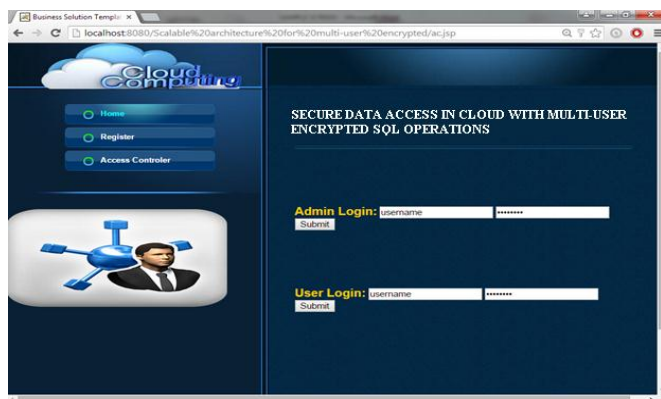 Business Solution Templa
localhost:8080/Scalable%20architecture%20for%20multi-user%20encrypted/ac.jsp
Cloud
Computing
Home
Register
Access Controler
SECURE DATA ACCESS IN CLOUD WITH MULTI-USER
ENCRYPTED SQL OPERATIONS
Admin Login: username ••••••••
Submit
User Login: username ••••••••
Submit